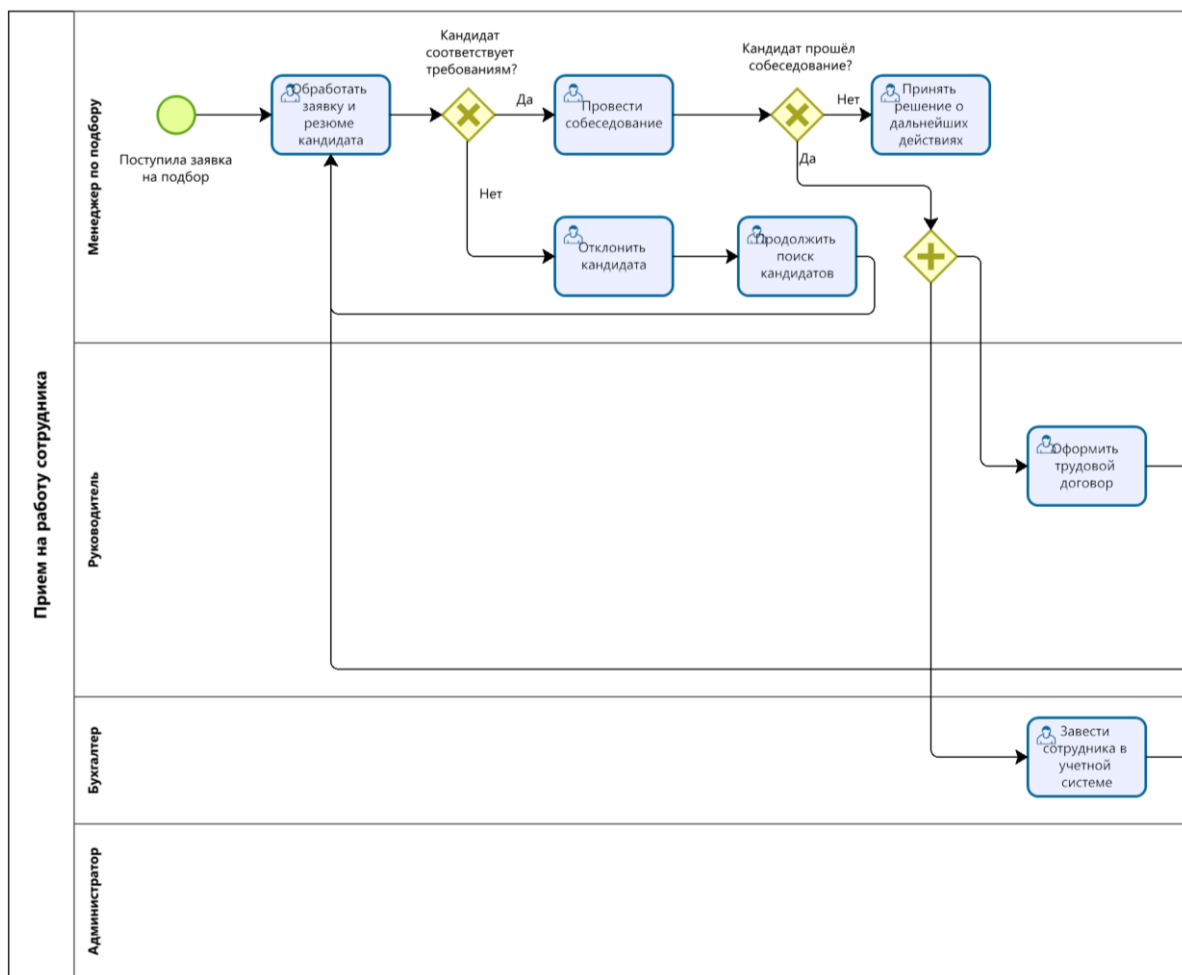 Прием на работу сотрудника
Менеджер по подбору
Поступила заявка
на подбор
Обработать
заявку и
резюме
кандидата
Кандидат
соответствует
требованиям?
Да
Нет
Провести
собеседование
Отклонить
кандидата
Продолжить
поиск
кандидатов
Кандидат прошёл
собеседование?
Нет
Да
Принять
решение о
дальнейших
действиях
Руководитель
Оформить
трудовой
договор
Бухгалтер
Завести
сотрудника в
учетной
системе
Администратор